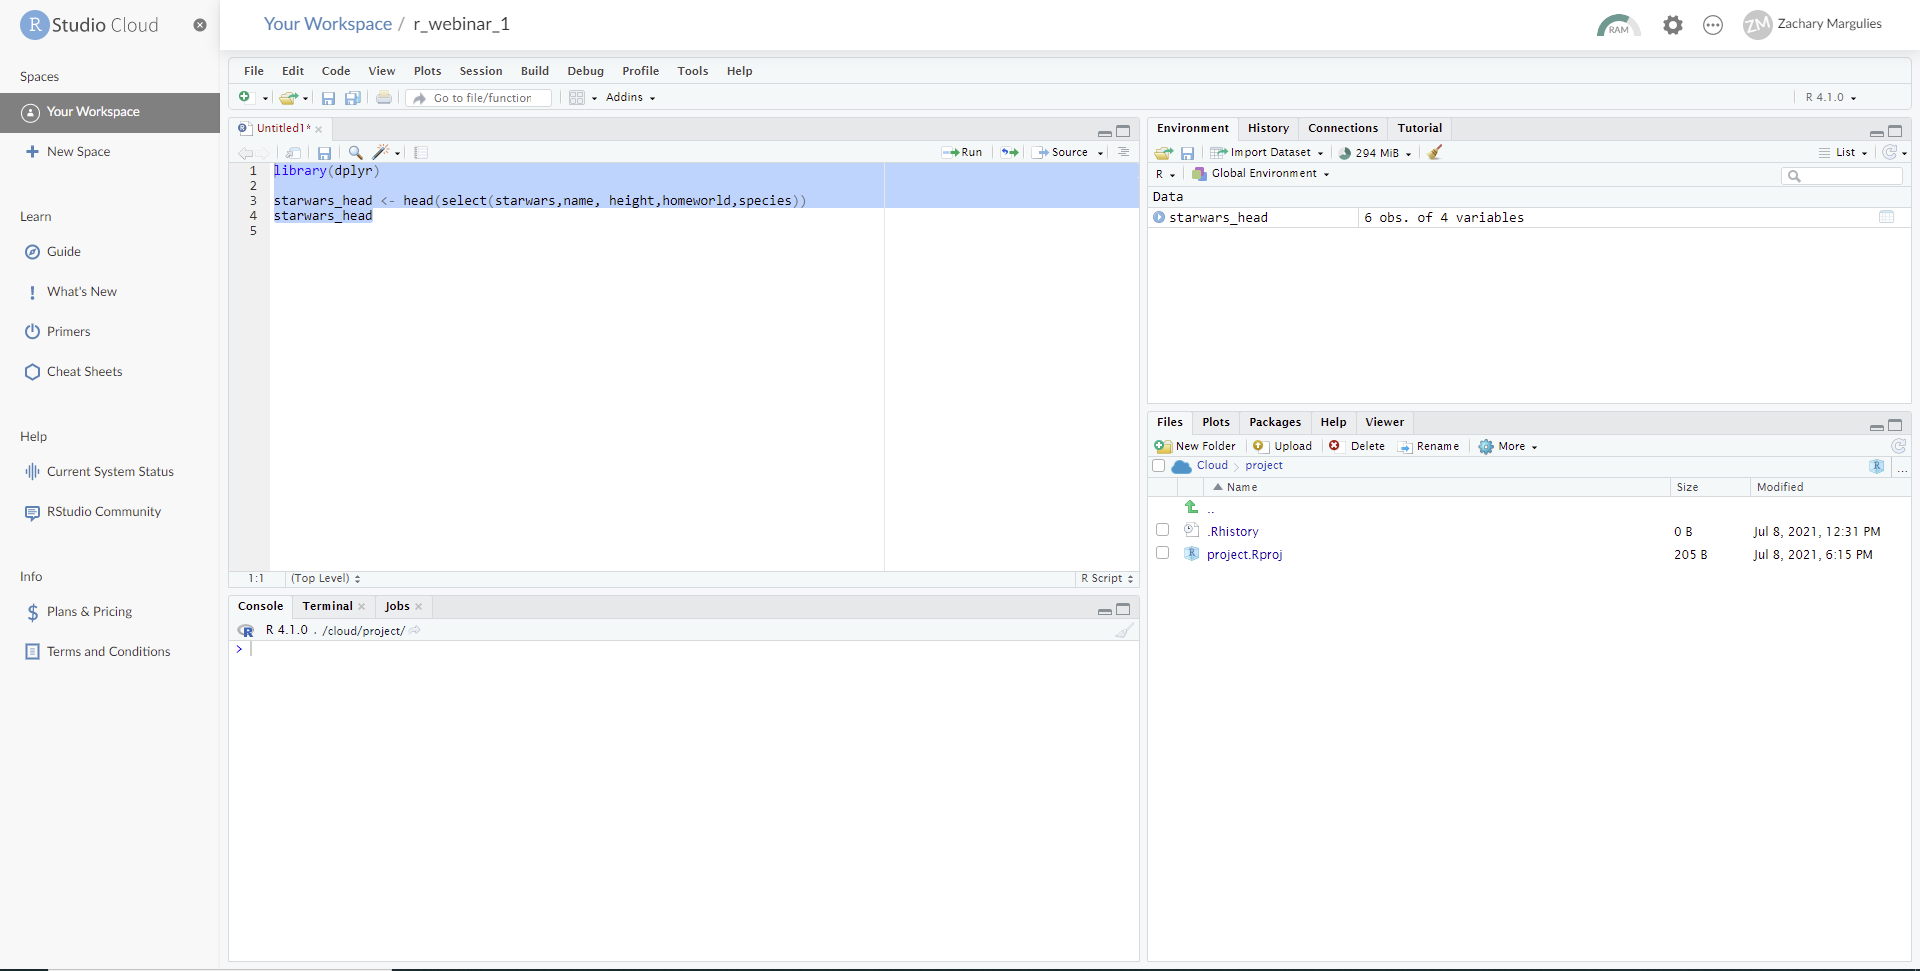 R Studio Cloud
Your Workspace / r_webinar_1
RAM
ZM Zachary Margulies
Spaces
Your Workspace
New Space
Learn
Guide
What's New
Primers
Cheat Sheets
Help
Current System Status
RStudio Community
Info
Plans & Pricing
Terms and Conditions
File Edit Code View Plots Session Build Debug Profile Tools Help
Go to file/function Addins R 4.1.0
Untitled1*
Run Source
1 library(dplyr)
2
3 starwars_head <- head(select(starwars,name, height,homeworld,species))
4 starwars_head
5
1:1 (Top Level) R Script
Console Terminal Jobs
R 4.1.0 . /cloud/project/
>
Environment History Connections Tutorial
Import Dataset 294 MiB List
R Global Environment
Data
starwars_head 6 obs. of 4 variables
Files Plots Packages Help Viewer
New Folder Upload Delete Rename More
Cloud project R ...
Name Size Modified
..
.Rhistory 0 B Jul 8, 2021, 12:31 PM
project.Rproj 205 B Jul 8, 2021, 6:15 PM